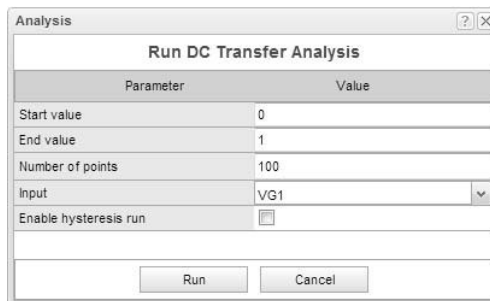 Analysis
Run DC Transfer Analysis
Parameter Value
Start value 0
End value 1
Number of points 100
Input VG1
Enable hysteresis run
Run Cancel